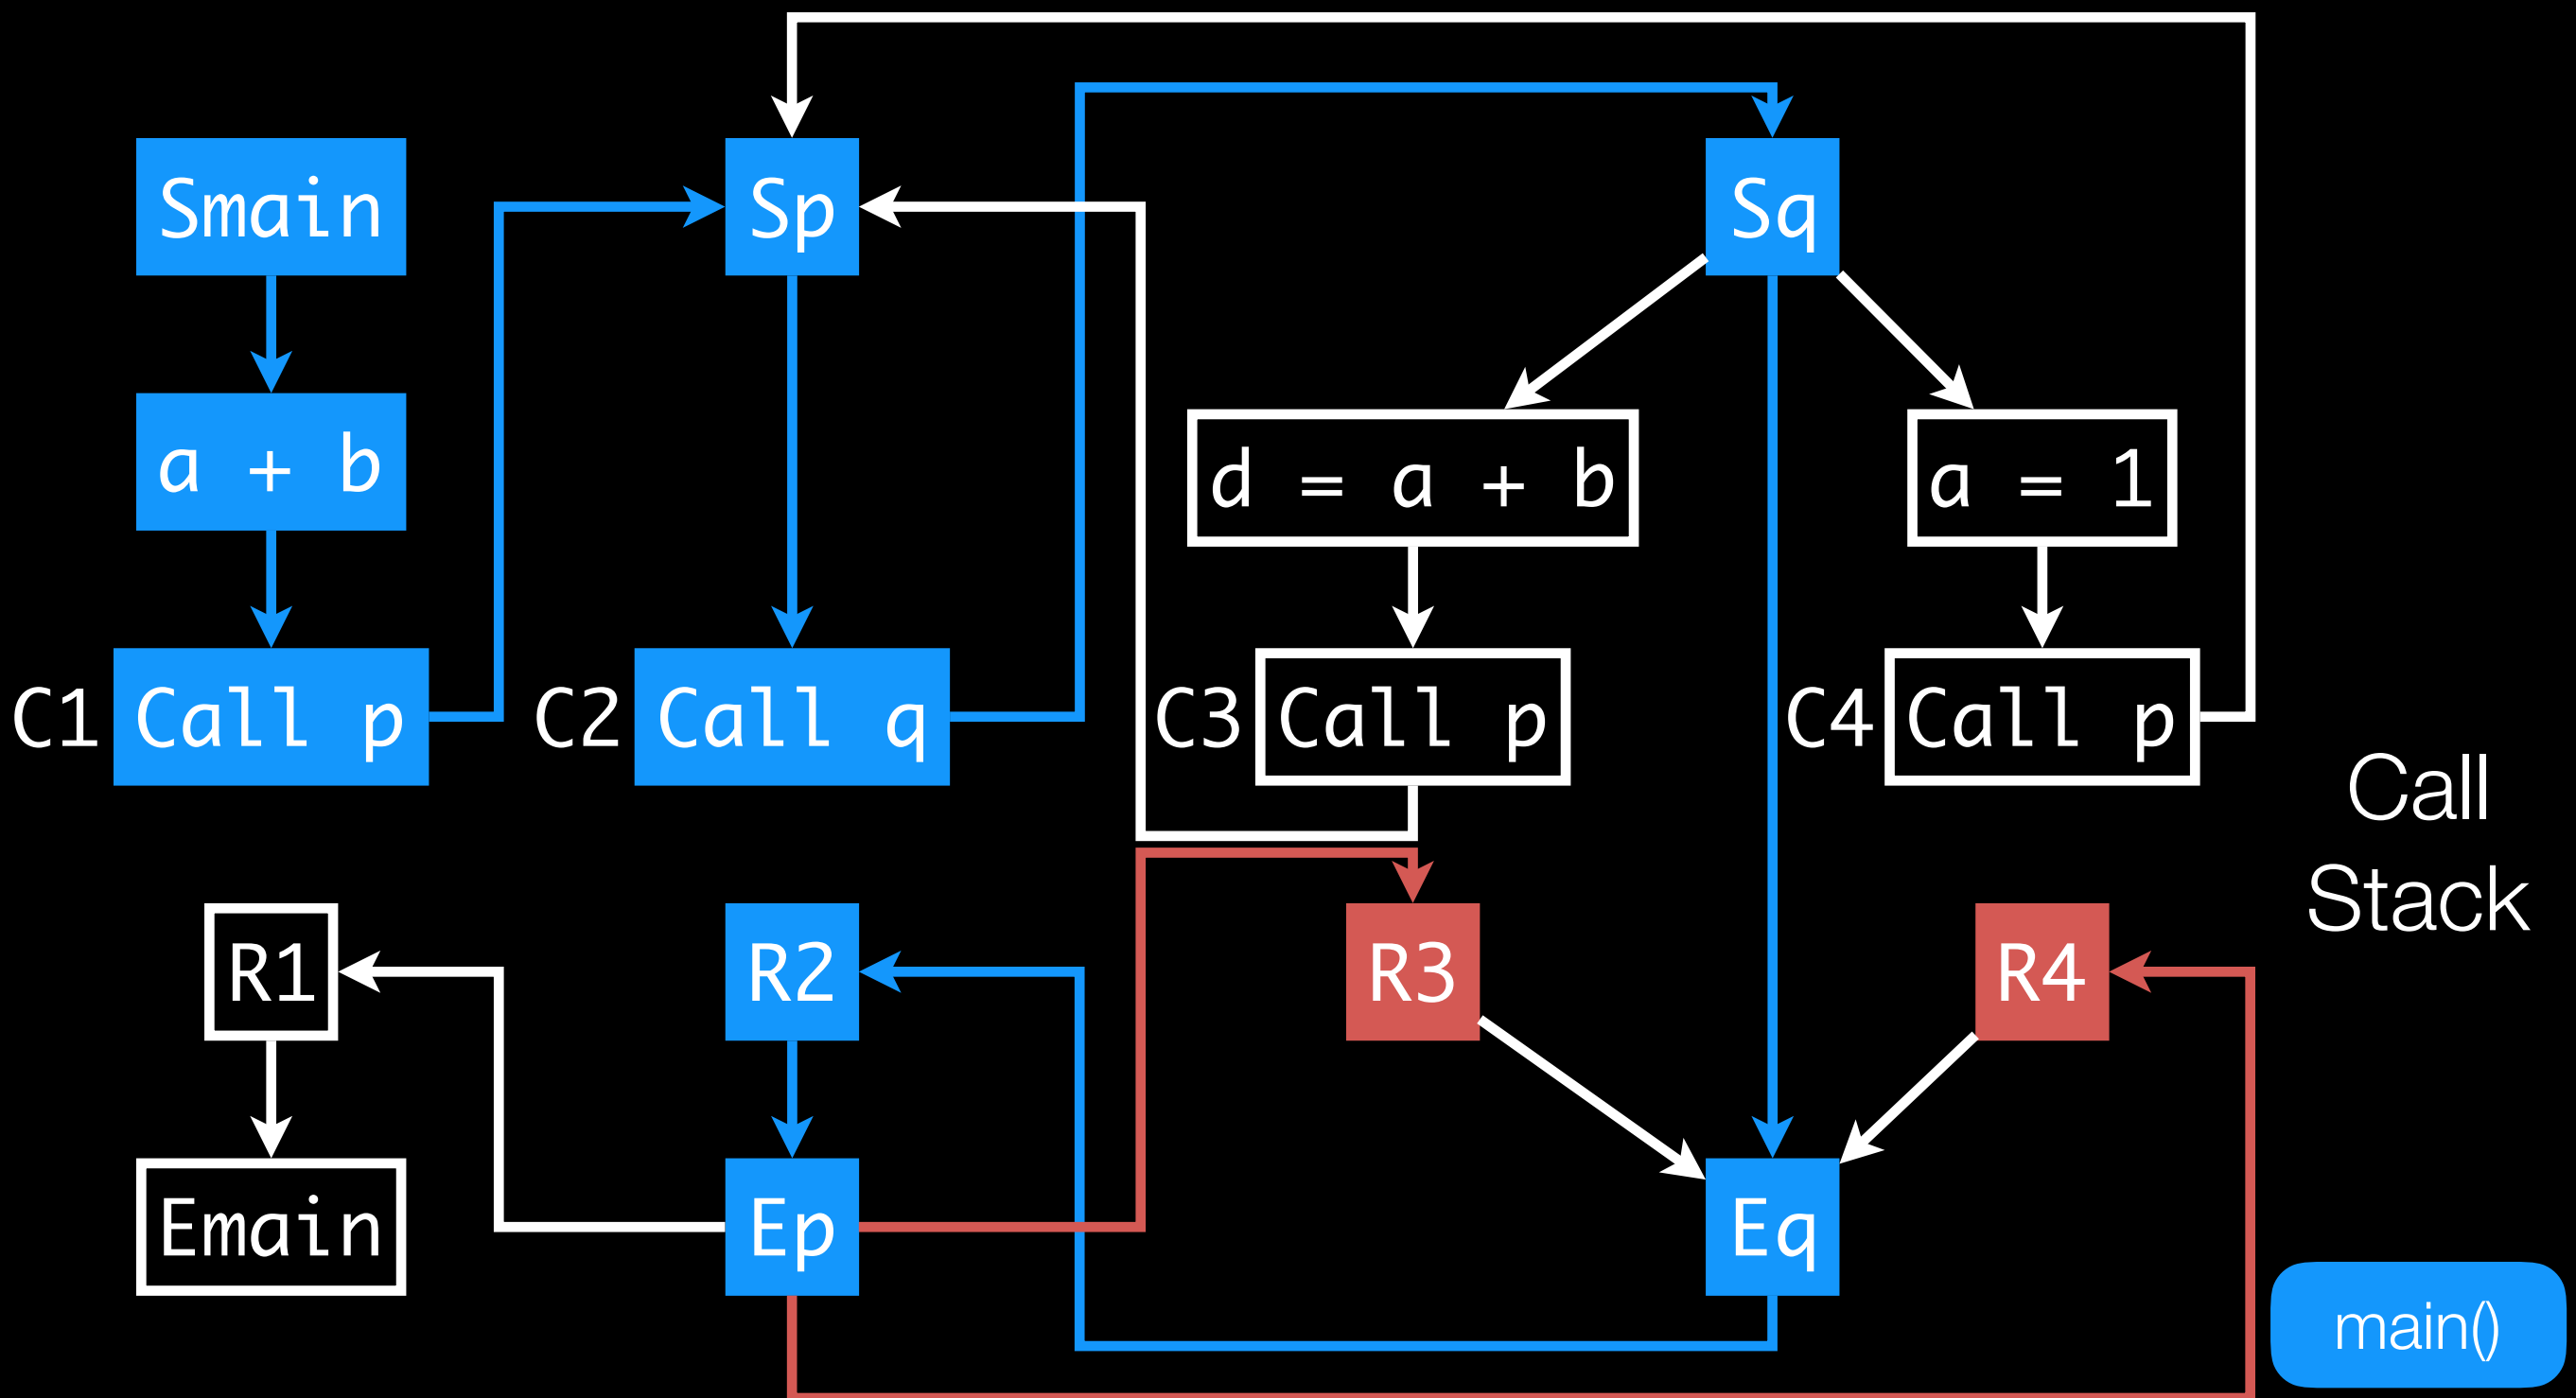 Smain
Sp
Sq
a + b
d = a + b
a = 1
C1 Call p
C2 Call q
C3 Call p
C4 Call p
Call
Stack
R1
R2
R3
R4
Emain
Ep
Eq
main()